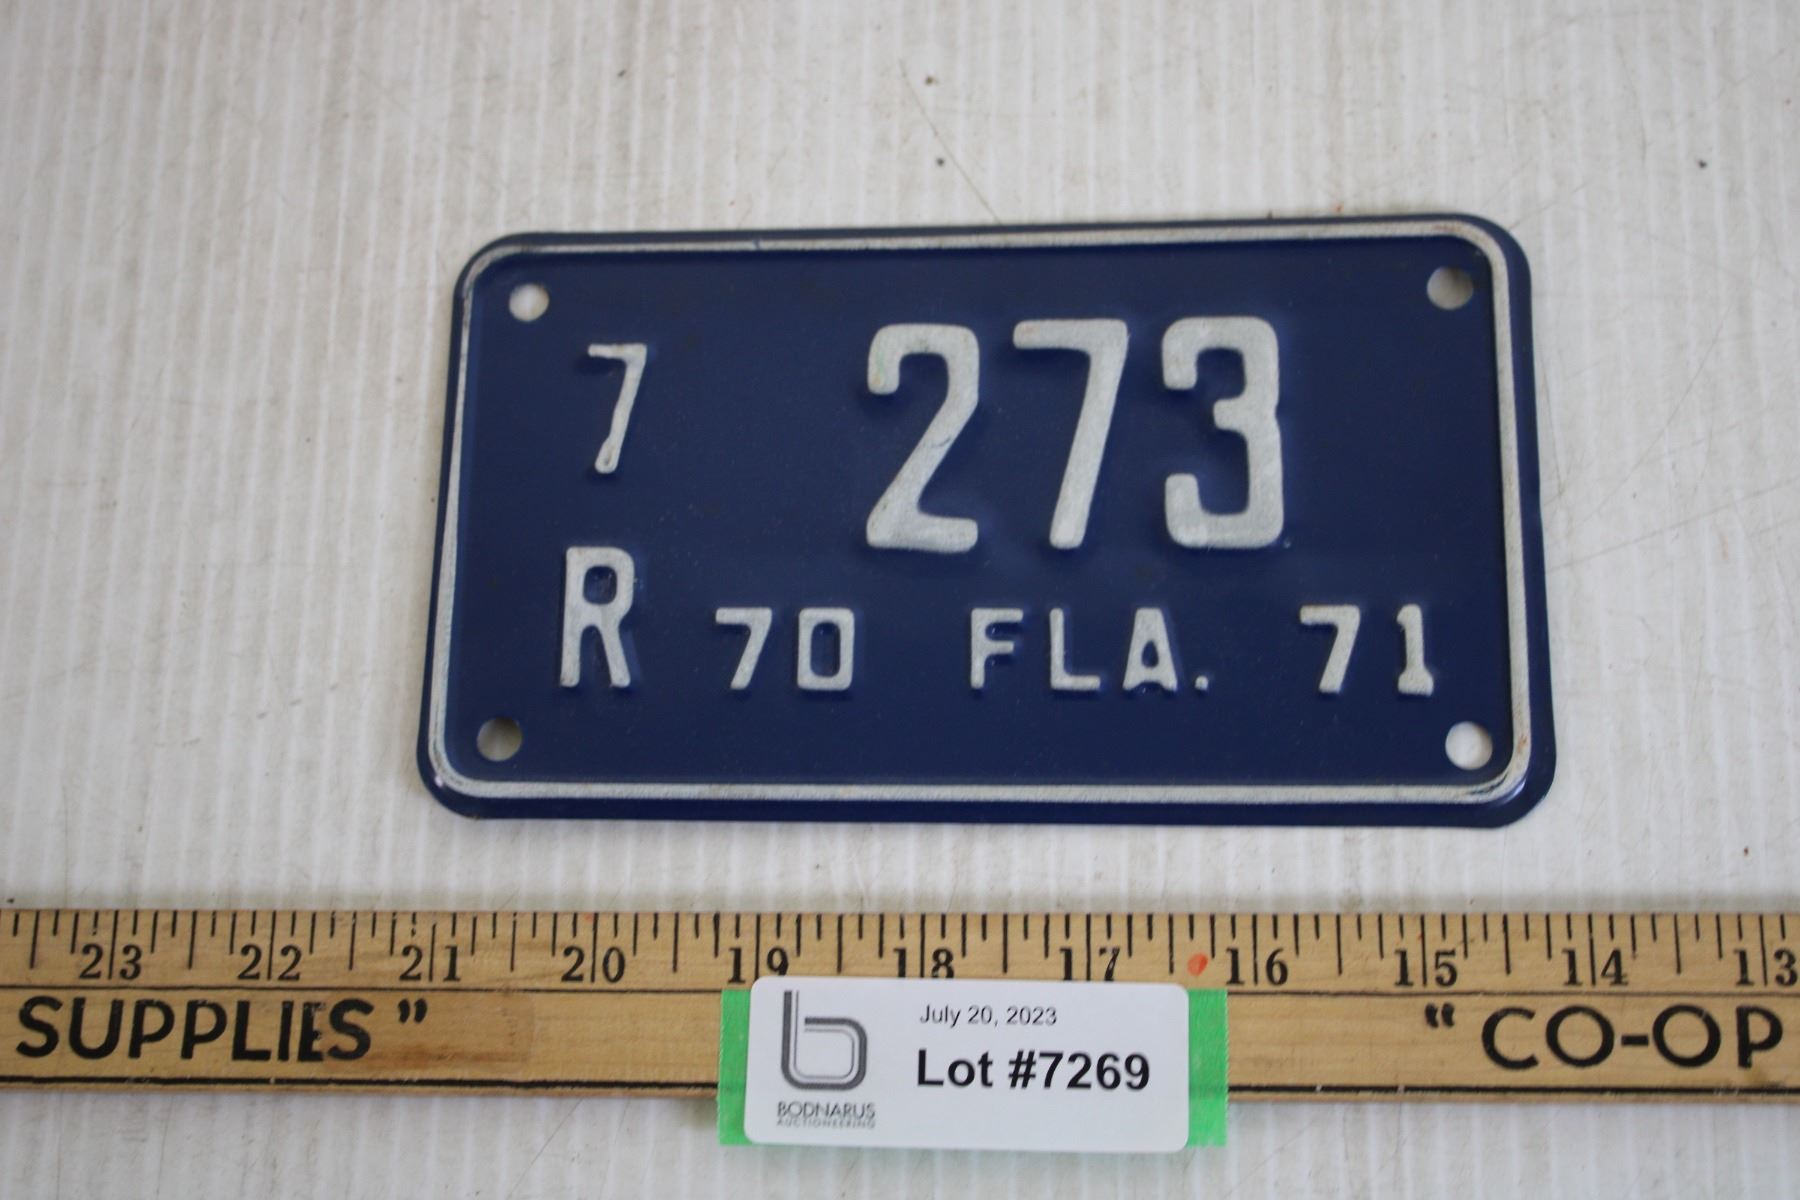 7 273
R 70 FLA. 71
23 22 21 20 19 18 17 16 15 14 13
SUPPLIES" "CO-OP
July 20, 2023
Lot #7269
BODNARUS
AUCTIONEERING